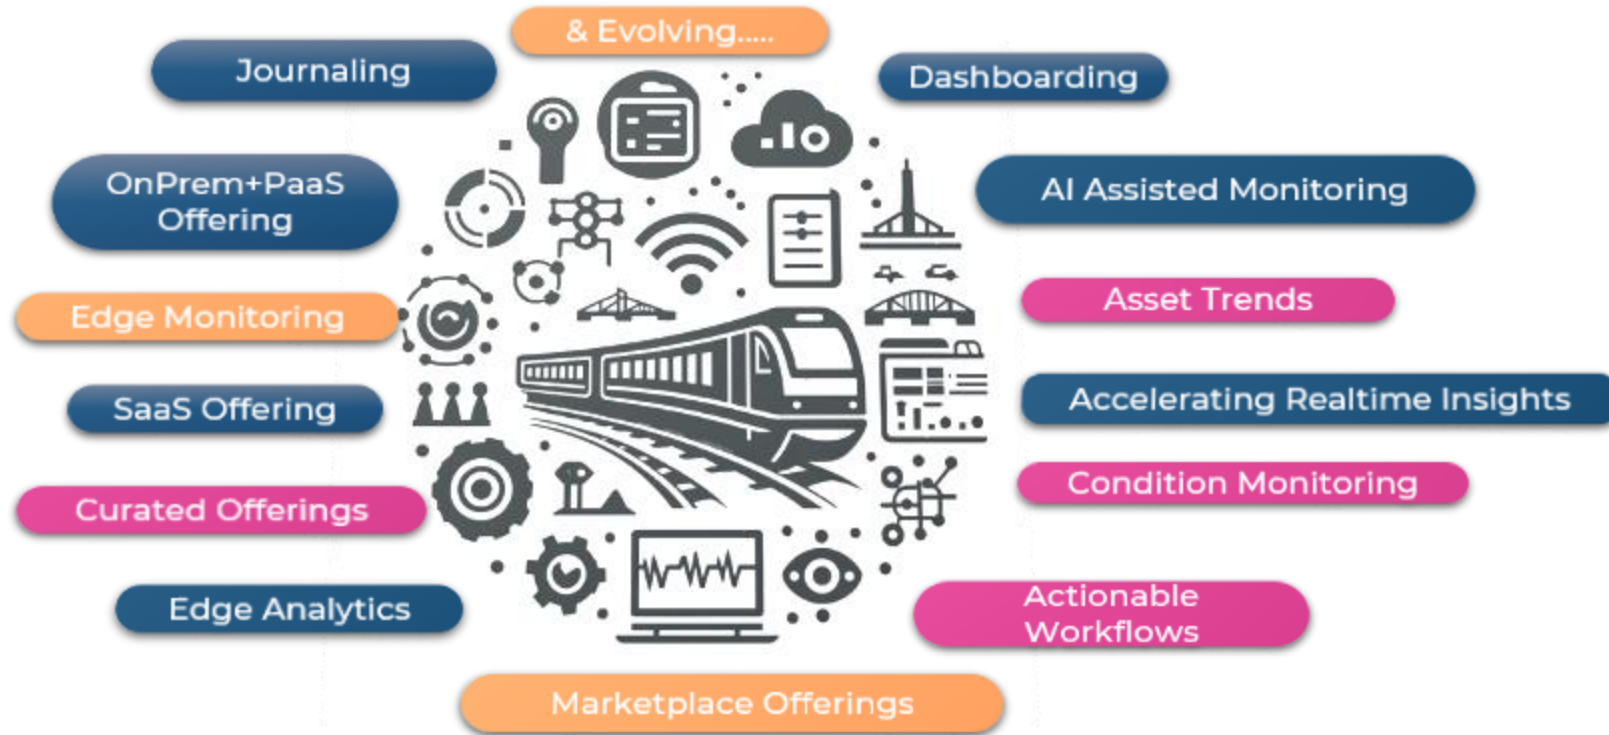 & Evolving.....
Journaling
Dashboarding
OnPrem+PaaS
Offering
AI Assisted Monitoring
Edge Monitoring
Asset Trends
SaaS Offering
Accelerating Realtime Insights
Curated Offerings
Condition Monitoring
Edge Analytics
Actionable
Workflows
Marketplace Offerings